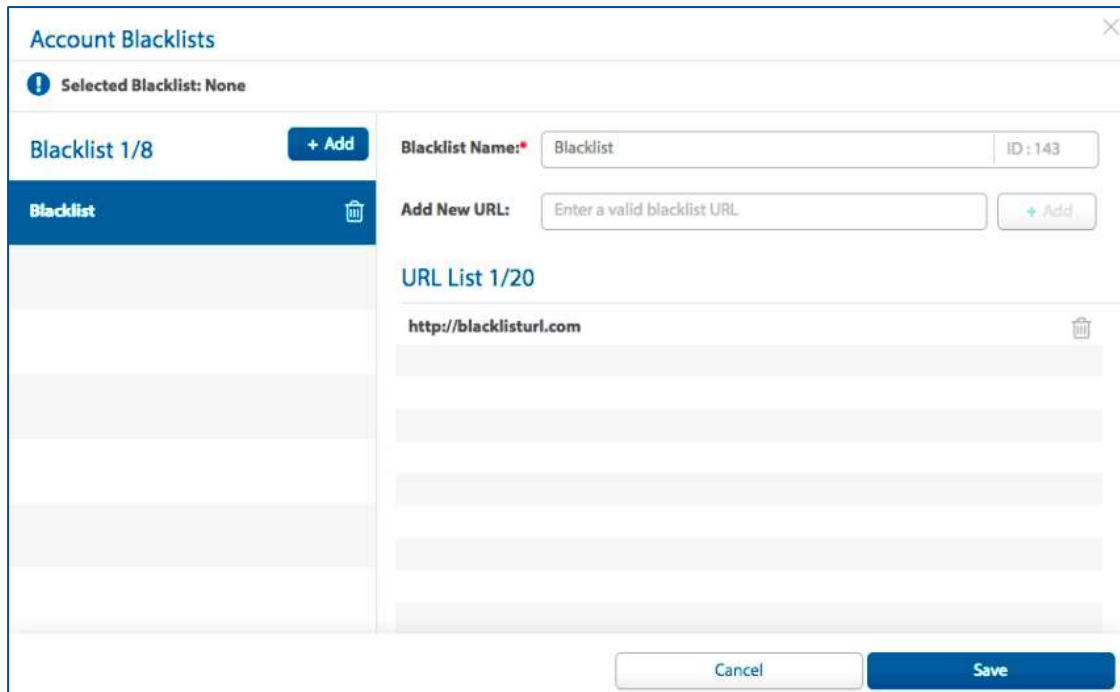 Account Blacklists
Selected Blacklist: None
Blacklist 1/8
+ Add
Blacklist
Blacklist Name:*
Blacklist
ID : 143
Add New URL:
Enter a valid blacklist URL
+ Add
URL List 1/20
http://blacklisturl.com
Cancel
Save